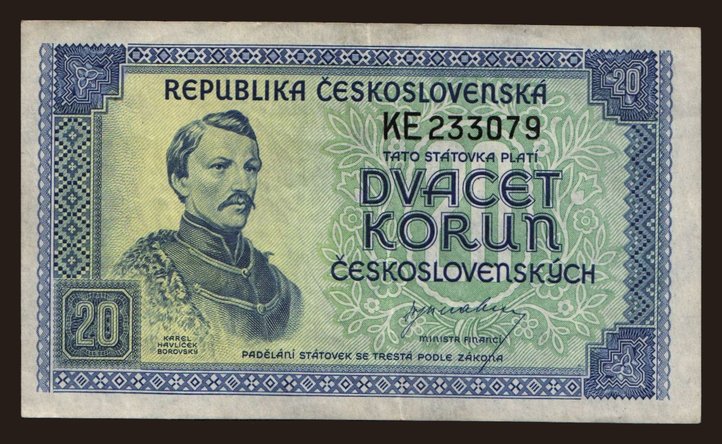 20
REPUBLIKA ČESKOSLOVENSKÁ
KE 233079
TATO STÁTOVKA PLATÍ
DVACET
KORUN
ČESKOSLOVENSKÝCH
20
KAREL
HAVLÍČEK
BOROVSKÝ
MINISTR FINANCÍ
PADĚLÁNÍ STÁTOVEK SE TRESTÁ PODLE ZÁKONA